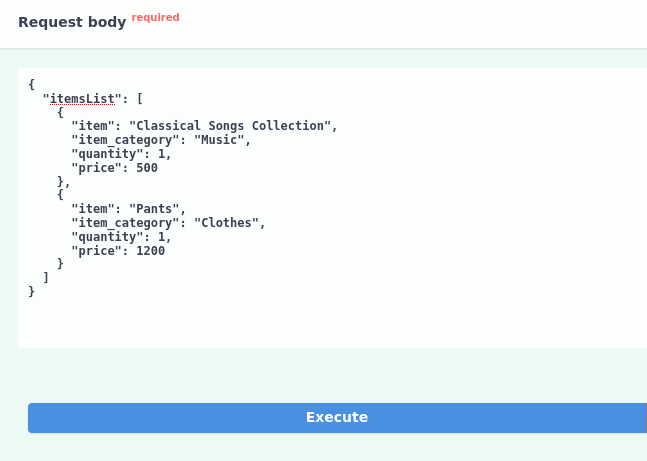 Request body required
{
  "itemsList": [
    {
      "item": "Classical Songs Collection",
      "item_category": "Music",
      "quantity": 1,
      "price": 500
    },
    {
      "item": "Pants",
      "item_category": "Clothes",
      "quantity": 1,
      "price": 1200
    }
  ]
}
Execute